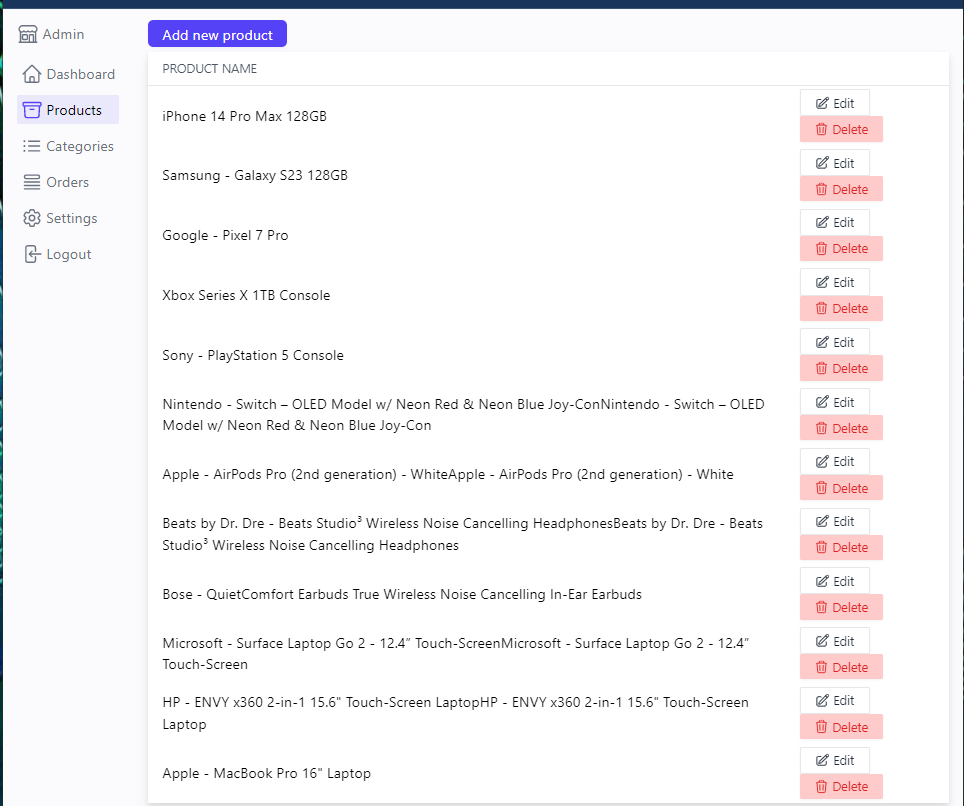 Admin
Dashboard
Products
Categories
Orders
Settings
Logout
Add new product
PRODUCT NAME
iPhone 14 Pro Max 128GB
Edit
Delete
Samsung - Galaxy S23 128GB
Edit
Delete
Google - Pixel 7 Pro
Edit
Delete
Xbox Series X 1TB Console
Edit
Delete
Sony - PlayStation 5 Console
Edit
Delete
Nintendo - Switch – OLED Model w/ Neon Red & Neon Blue Joy-ConNintendo - Switch – OLED
Model w/ Neon Red & Neon Blue Joy-Con
Edit
Delete
Apple - AirPods Pro (2nd generation) - WhiteApple - AirPods Pro (2nd generation) - White
Edit
Delete
Beats by Dr. Dre - Beats Studio³ Wireless Noise Cancelling HeadphonesBeats by Dr. Dre - Beats
Studio³ Wireless Noise Cancelling Headphones
Edit
Delete
Bose - QuietComfort Earbuds True Wireless Noise Cancelling In-Ear Earbuds
Edit
Delete
Microsoft - Surface Laptop Go 2 - 12.4” Touch-ScreenMicrosoft - Surface Laptop Go 2 - 12.4”
Touch-Screen
Edit
Delete
HP - ENVY x360 2-in-1 15.6" Touch-Screen LaptopHP - ENVY x360 2-in-1 15.6" Touch-Screen
Laptop
Edit
Delete
Apple - MacBook Pro 16" Laptop
Edit
Delete